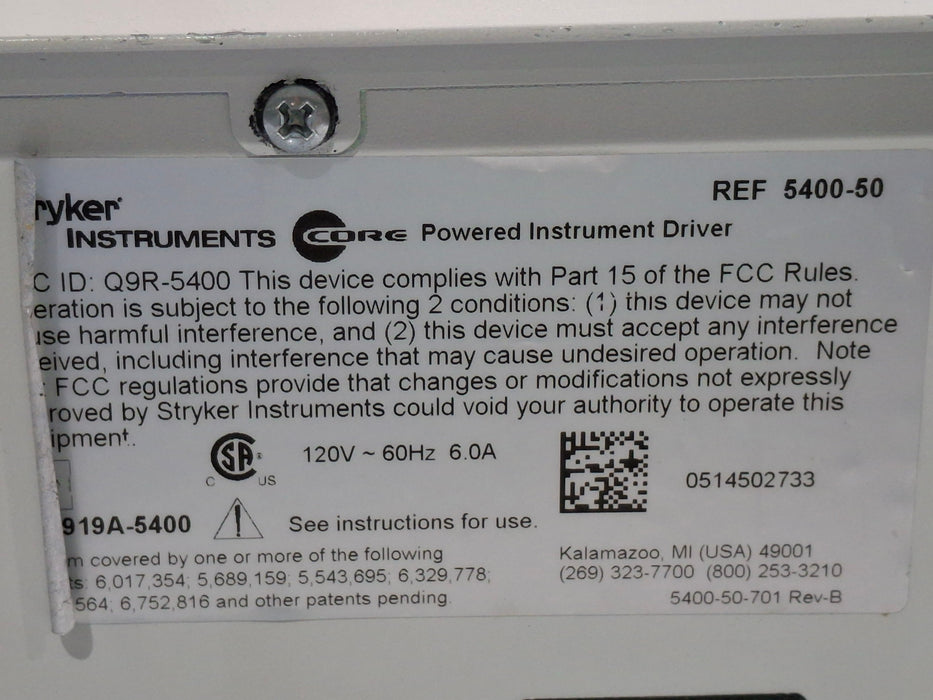 ryker
INSTRUMENTS CORE Powered Instrument Driver
REF 5400-50
C ID: Q9R-5400 This device complies with Part 15 of the FCC Rules.
eration is subject to the following 2 conditions: (1) this device may not
use harmful interference, and (2) this device must accept any interference
eived, including interference that may cause undesired operation. Note
: FCC regulations provide that changes or modifications not expressly
roved by Stryker Instruments could void your authority to operate this
ipment.
SA
C US
120V ~ 60Hz 6.0A
0514502733
919A-5400
See instructions for use.
m covered by one or more of the following
ts: 6,017,354; 5,689,159; 5,543,695; 6,329,778;
564; 6,752,816 and other patents pending.
Kalamazoo, MI (USA) 49001
(269) 323-7700 (800) 253-3210
5400-50-701 Rev-B